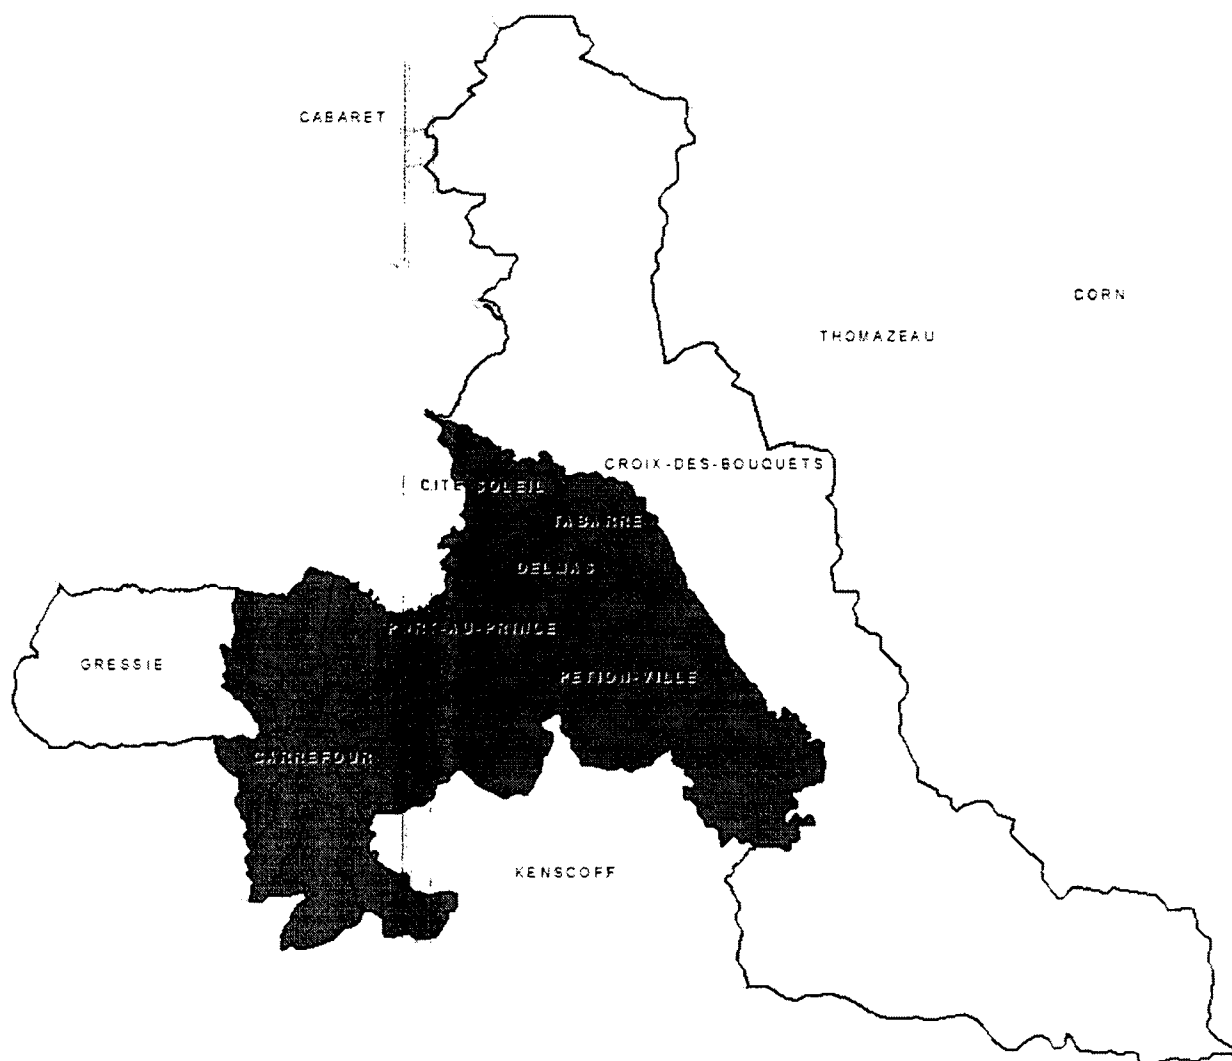 CABARET
CORN
THOMAZEAU
CROIX-DES-BOUQUETS
CITE SOLEIL
TABARRE
DELMAS
PORT-AU-PRINCE
GRESSIE
PETION-VILLE
CARREFOUR
KENSCOFF